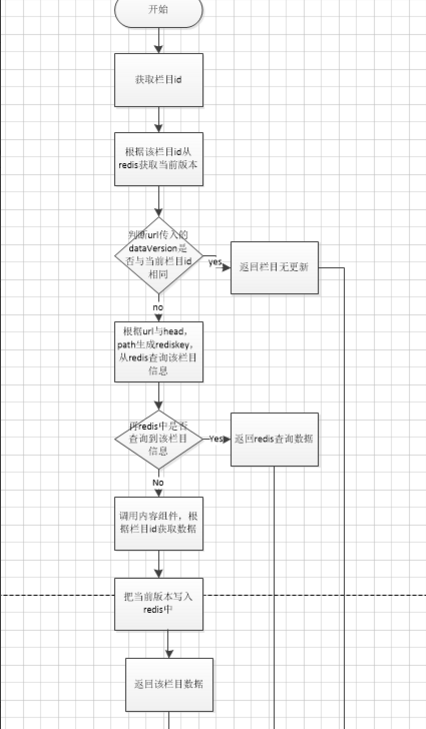 开始
获取栏目id
根据该栏目id从
redis获取当前版本
判断url传入的
dataVersion是
否与当前栏目id
相同
yes
返回栏目无更新
no
根据url与head，
path生成rediskey，
从redis查询该栏目
信息
再redis中是否
查询到该栏目
信息
Yes
返回redis查询数据
No
调用内容组件，根
据栏目id获取数据
把当前版本写入
redis中
返回该栏目数据